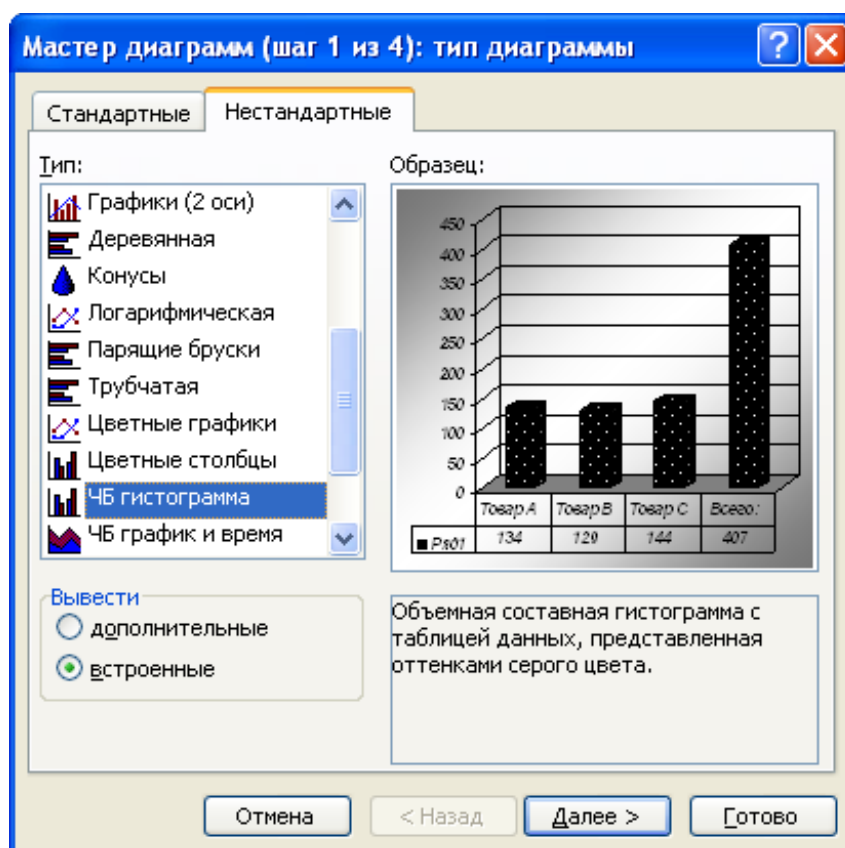 Мастер диаграмм (шаг 1 из 4): тип диаграммы
Стандартные
Нестандартные
Тип:
Графики (2 оси)
Деревянная
Конусы
Логарифмическая
Парящие бруски
Трубчатая
Цветные графики
Цветные столбцы
ЧБ гистограмма
ЧБ график и время
Образец:
450
400
350
300
250
200
150
100
50
0
Товар А Товар В Товар С Всего:
Ряд1 134 129 144 407
Вывести
дополнительные
встроенные
Объемная составная гистограмма с
таблицей данных, представленная
оттенками серого цвета.
Отмена
< Назад
Далее >
Готово